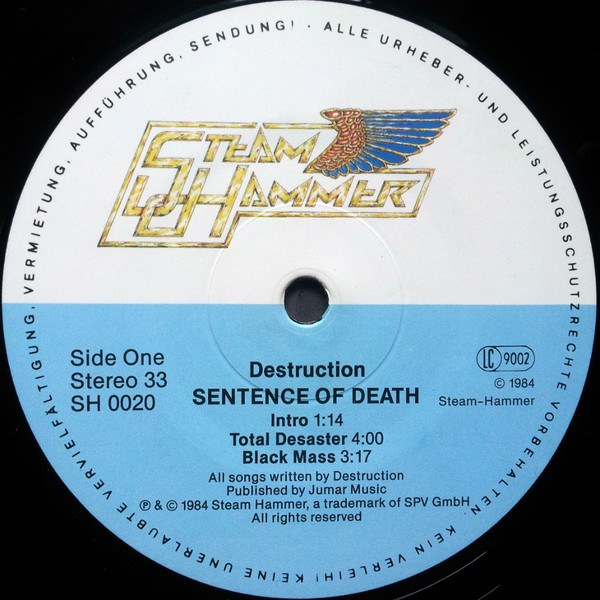 VERVIELFÄLTIGUNG, VERMIETUNG, AUFFÜHRUNG, SENDUNG! · ALLE URHEBER- UND LEISTUNGSSCHUTZRECHTE VORBEHALTEN, KEIN VERLEIH! KEINE UNERLAUBTE
STEAM
HAMMER
Side One
Stereo 33
SH 0020
LC 9002
℗ 1984
Steam-Hammer
Destruction
SENTENCE OF DEATH
Intro 1:14
Total Desaster 4:00
Black Mass 3:17
All songs written by Destruction
Published by Jumar Music
℗ & © 1984 Steam Hammer, a trademark of SPV GmbH
All rights reserved